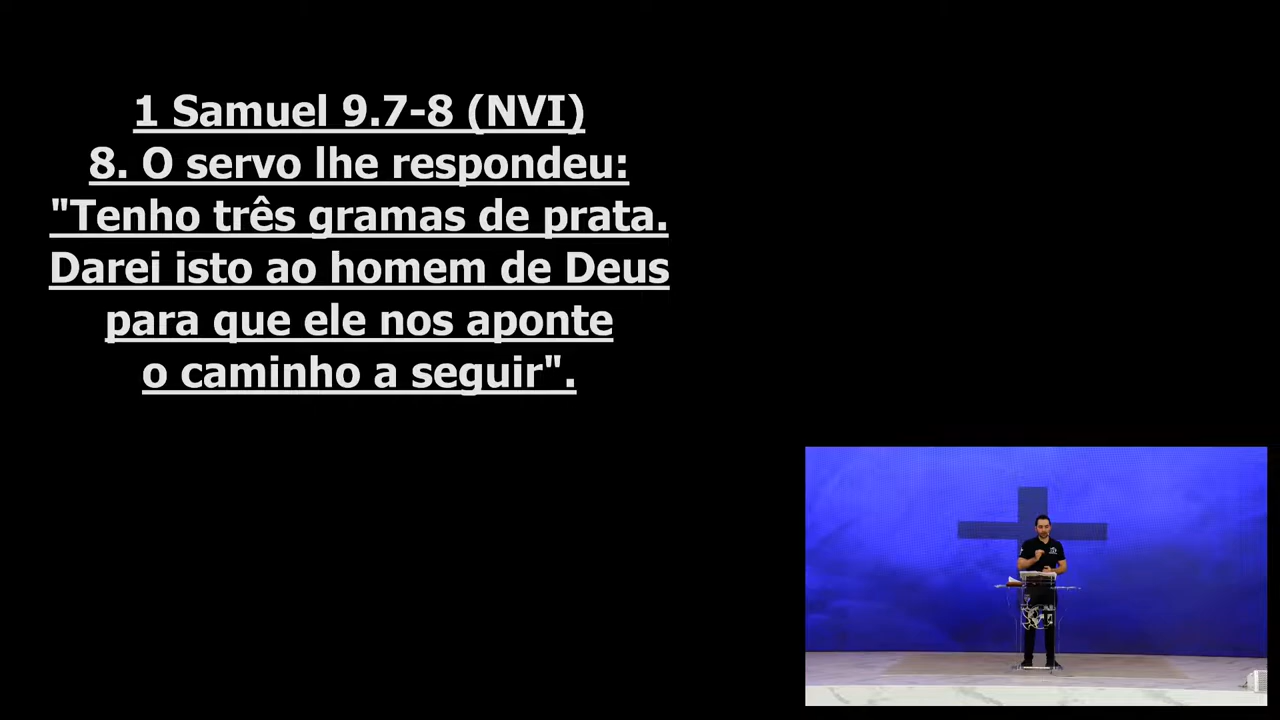 1 Samuel 9.7-8 (NVI)
8. O servo lhe respondeu:
"Tenho três gramas de prata.
Darei isto ao homem de Deus
para que ele nos aponte
o caminho a seguir".